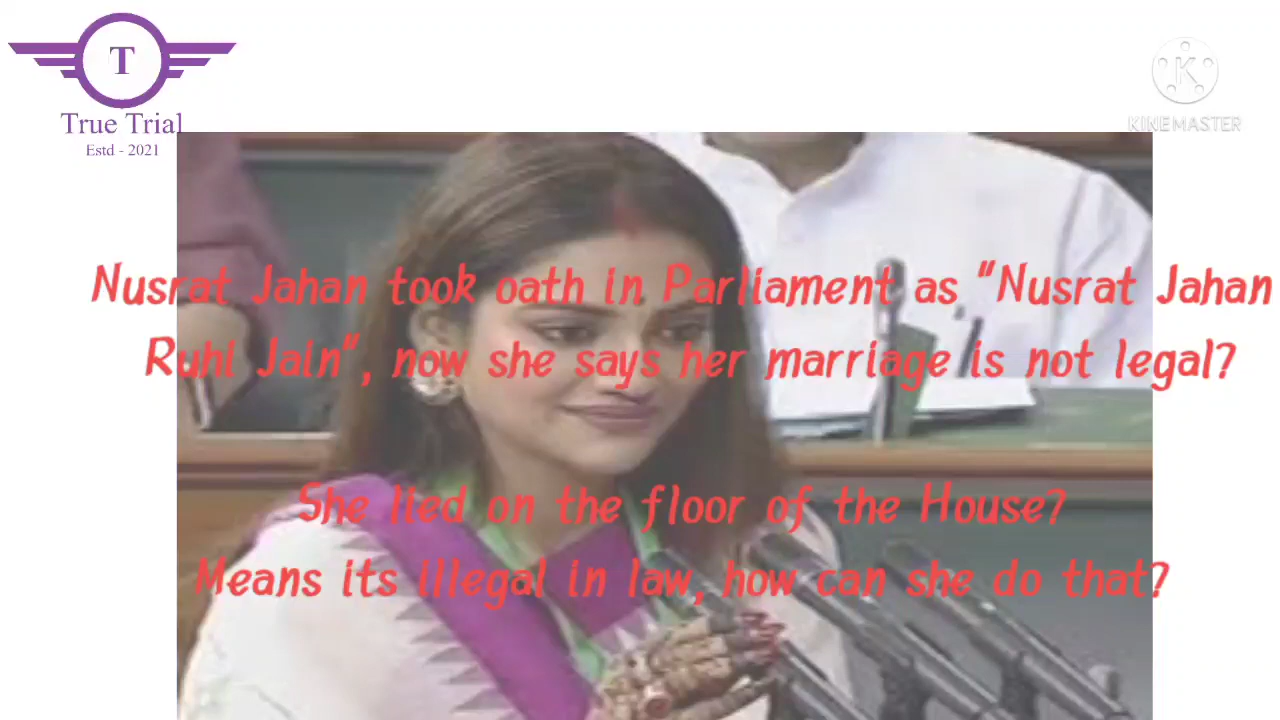 T
True Trial
Estd - 2021
K
KINEMASTER
Nusrat Jahan took oath in Parliament as "Nusrat Jahan
Ruhi Jain", now she says her marriage is not legal?
She lied on the floor of the House?
Means its illegal in law, how can she do that?